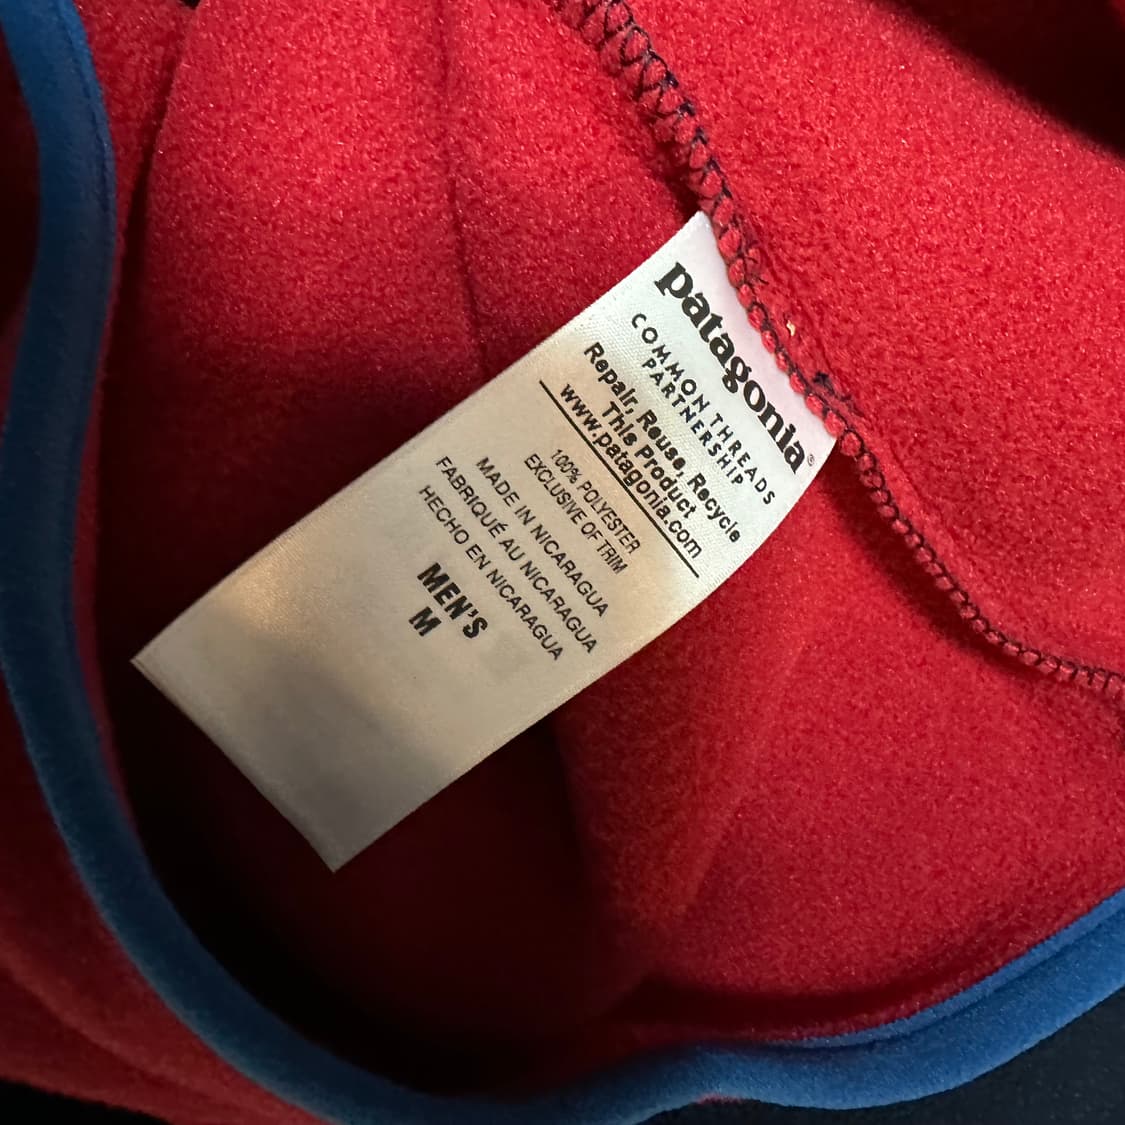 patagonia®
COMMON THREADS
PARTNERSHIP
Repair, Reuse, Recycle
This Product
www.patagonia.com
100% POLYESTER
EXCLUSIVE OF TRIM
MADE IN NICARAGUA
FABRIQUÉ AU NICARAGUA
HECHO EN NICARAGUA
MEN'S
M